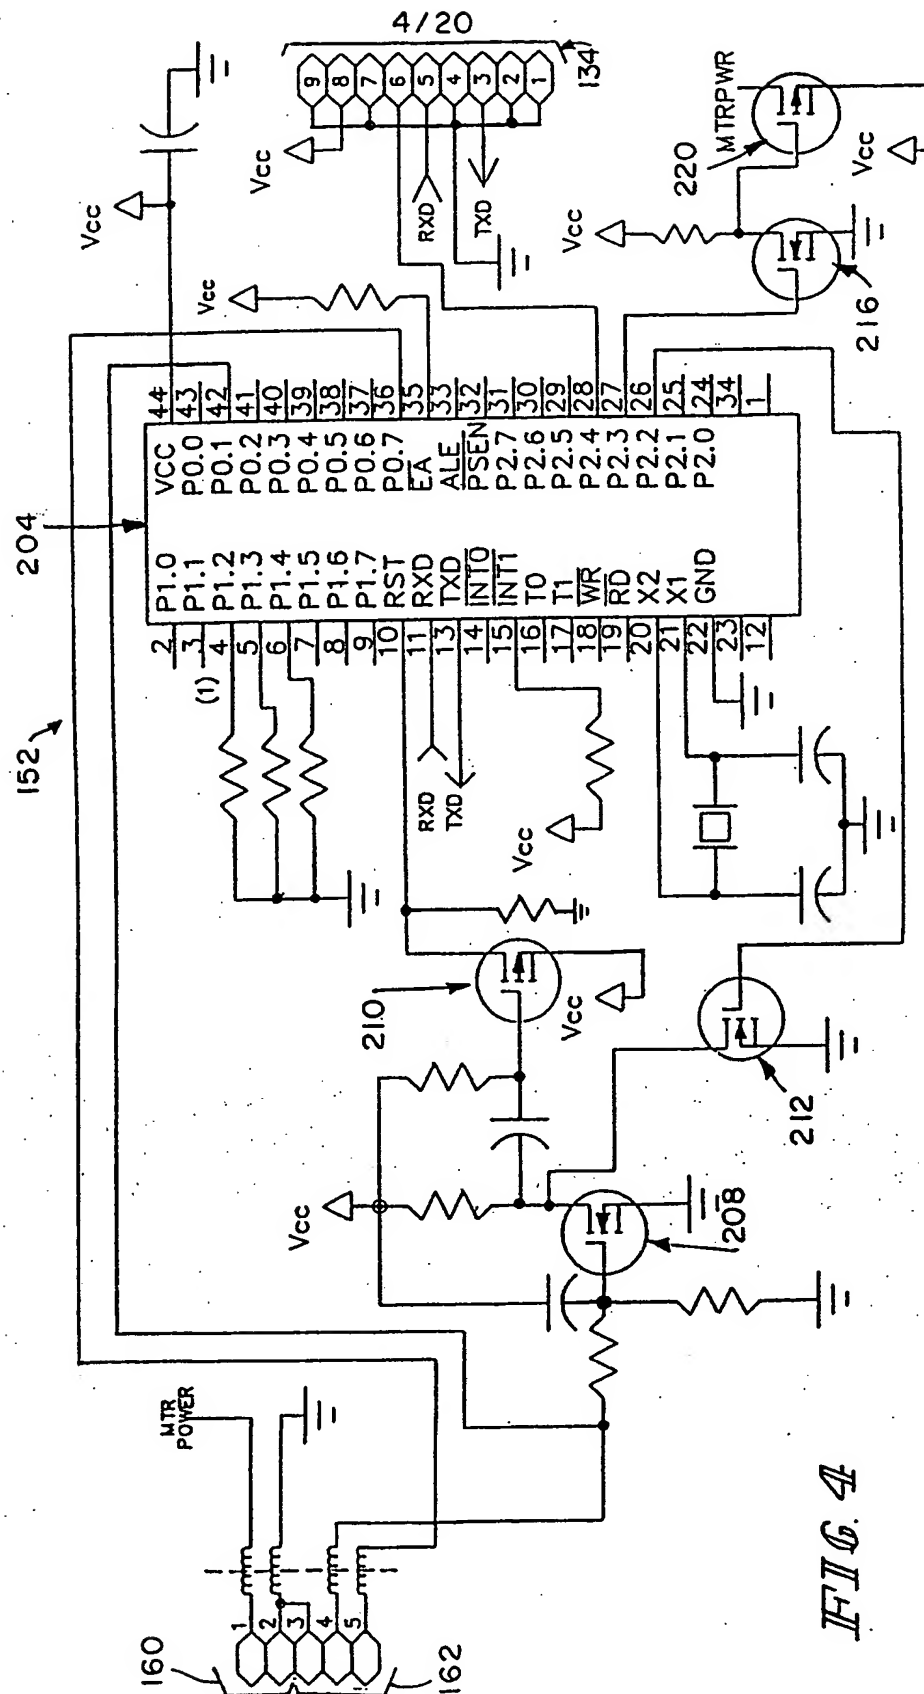 4/20
9
8
7
6
5
4
3
2
1
134
Vcc
Vcc
RXD
TXD
MTRPWR
220
Vcc
Vcc
216
Vcc
44
43
42
41
40
39
38
37
36
35
33
32
31
30
29
28
27
26
25
24
34
1
VCC
P0.0
P0.1
P0.2
P0.3
P0.4
P0.5
P0.6
P0.7
EA
ALE
PSEN
P2.7
P2.6
P2.5
P2.4
P2.3
P2.2
P2.1
P2.0
204
P1.0
P1.1
P1.2
P1.3
P1.4
P1.5
P1.6
P1.7
RST
RXD
TXD
INT0
INT1
T0
T1
WR
RD
X2
X1
GND
2
3
4
5
6
7
8
9
10
11
13
14
15
16
17
18
19
20
21
22
23
12
(1)
152
RXD
TXD
Vcc
210
Vcc
212
Vcc
208
MTR
POWER
1
2
3
4
5
160
162
FIG. 4